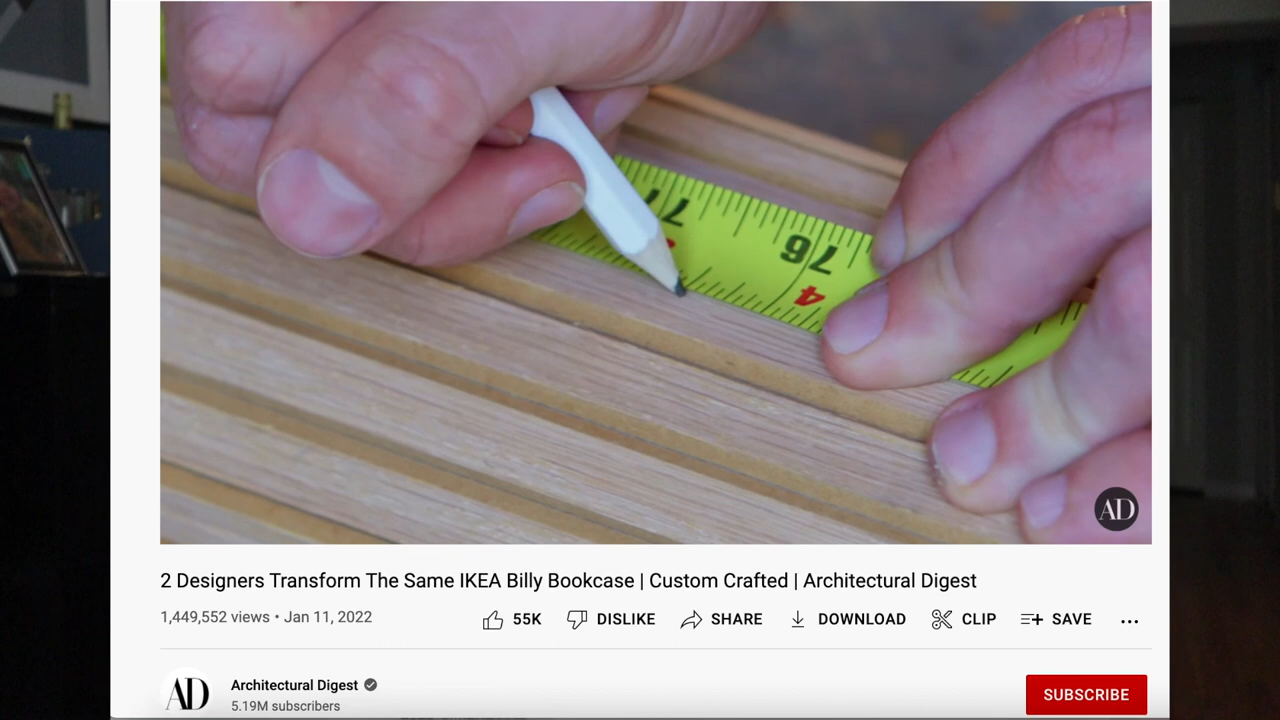 77
76
4
AD
2 Designers Transform The Same IKEA Billy Bookcase | Custom Crafted | Architectural Digest
1,449,552 views • Jan 11, 2022
55K
DISLIKE
SHARE
DOWNLOAD
CLIP
SAVE
...
AD
Architectural Digest
5.19M subscribers
SUBSCRIBE